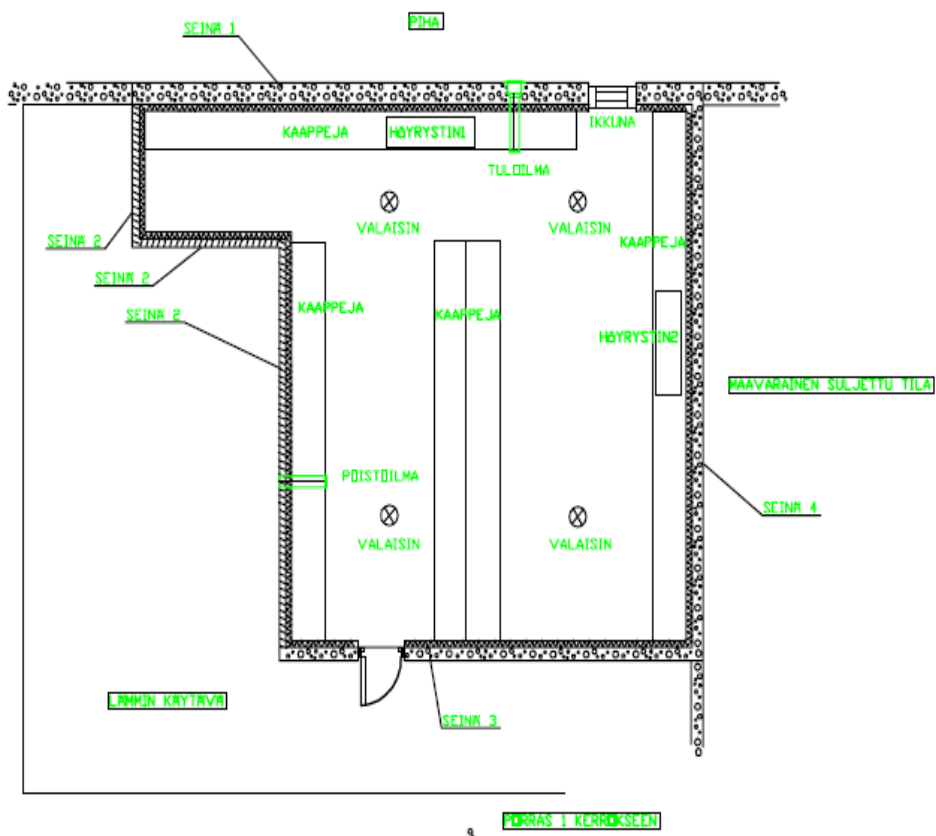 PIHA
SEINÄ 1
IKKUNA
KAAPPEJA
HÖYRYSTIN1
TULOILMA
VALAISIN
VALAISIN
SEINÄ 2
KAAPPEJA
SEINÄ 2
KAAPPEJA
SEINÄ 2
KAAPPEJA
HÖYRYSTIN2
MAAVARAINEN SULJETTU TILA
POISTOILMA
SEINÄ 4
VALAISIN
VALAISIN
LÄMMIN KÄYTÄVÄ
SEINÄ 3
PORRAS 1 KERROKSEEN